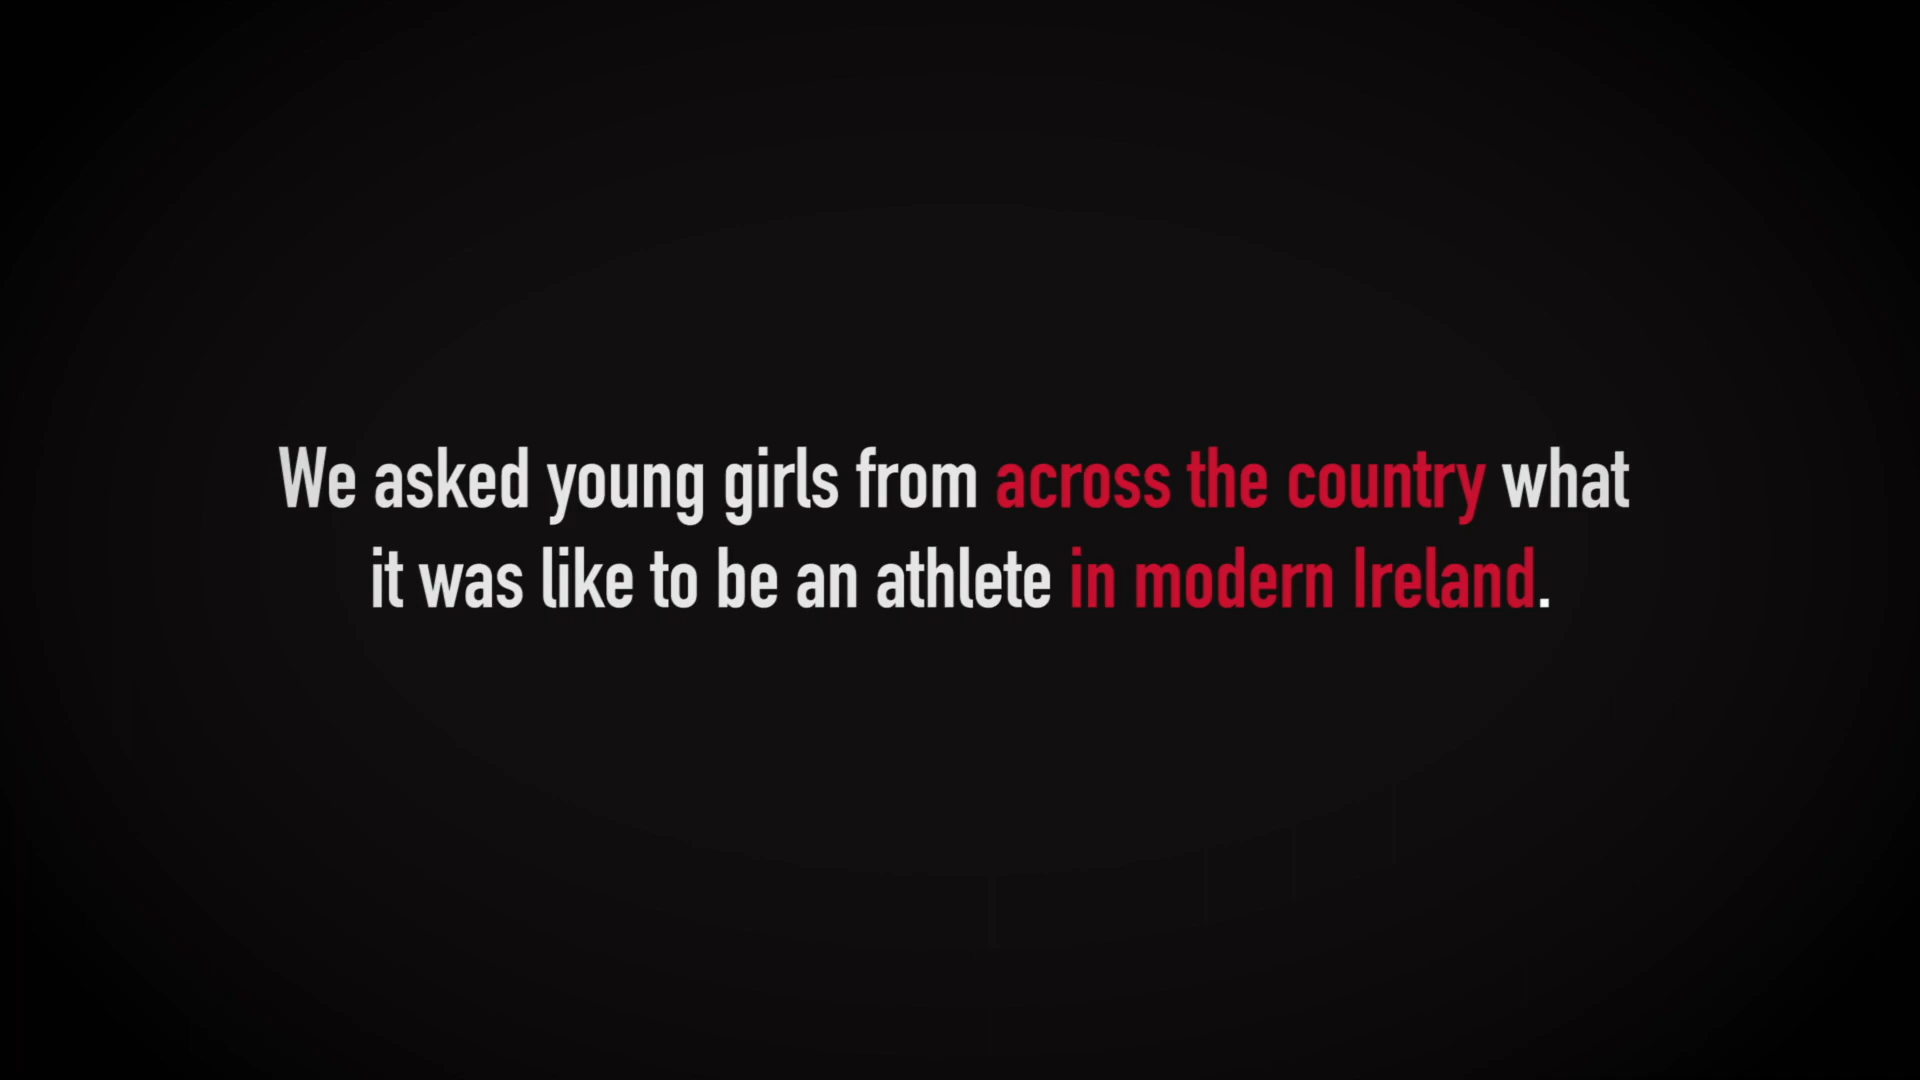 We asked young girls from across the country what
it was like to be an athlete in modern Ireland.